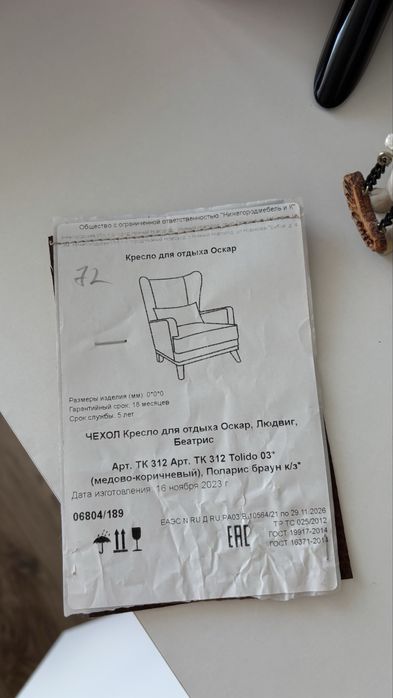 Общество с ограниченной ответственностью "Нижегородмебель и К"
Кресло для отдыха Оскар
72
Размеры изделия (мм): 0*0*0
Гарантийный срок: 18 месяцев
Срок службы: 5 лет
ЧЕХОЛ Кресло для отдыха Оскар, Людвиг,
Беатрис
Арт. ТК 312 Арт. ТК 312 Tolido 03*
(медово-коричневый), Поларис браун к/з*
Дата изготовления: 16 ноября 2023 г
06804/189
ЕАЭС N RU Д RU.РА03.В.10564/21 по 29.11.2026
ТР ТС 025/2012
ГОСТ 19917-2014
ГОСТ 16371-2014
EAC